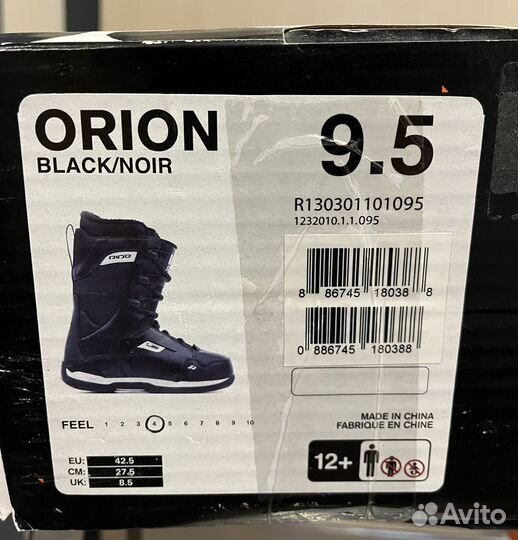 ORION
BLACK/NOIR
9.5
R130301101095
1232010.1.1.095
RIDE
8 86745 18038 8
0 886745 180388
FEEL 1 2 3 4 5 6 7 8 9 10
MADE IN CHINA
FABRIQUE EN CHINE
EU: 42.5
CM: 27.5
UK: 8.5
12+
Avito